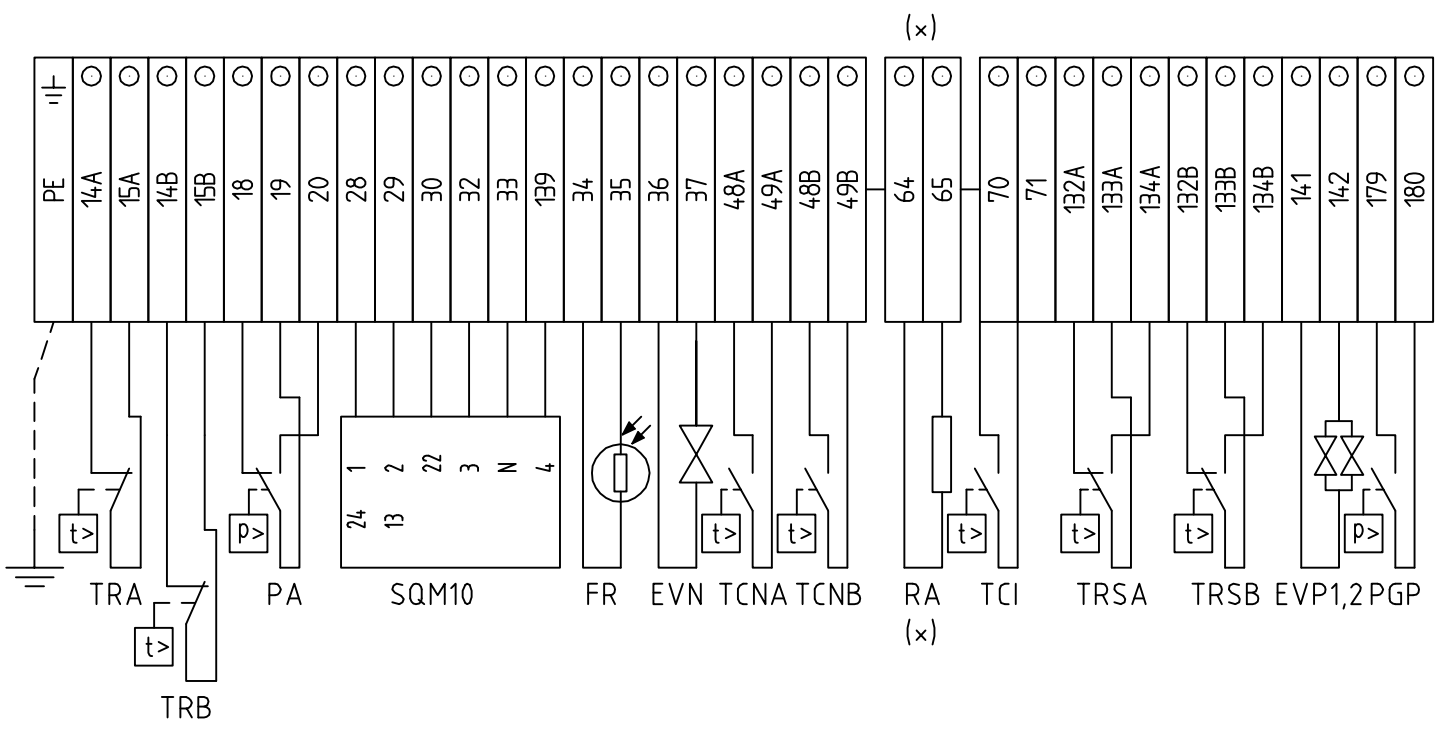 (x)
PE 14A 15A 14B 15B 18 19 20 28 29 30 32 33 139 34 35 36 37 48A 49A 48B 49B 64 65 70 71 132A 133A 134A 132B 133B 134B 141 142 179 180
1 2 22 3 N 4
24 13
t> p> t> t> t> t> t> p>
TRA PA SQM10 FR EVN TCNA TCNB RA TCI TRSA TRSB EVP1,2 PGP
(x)
t>
TRB